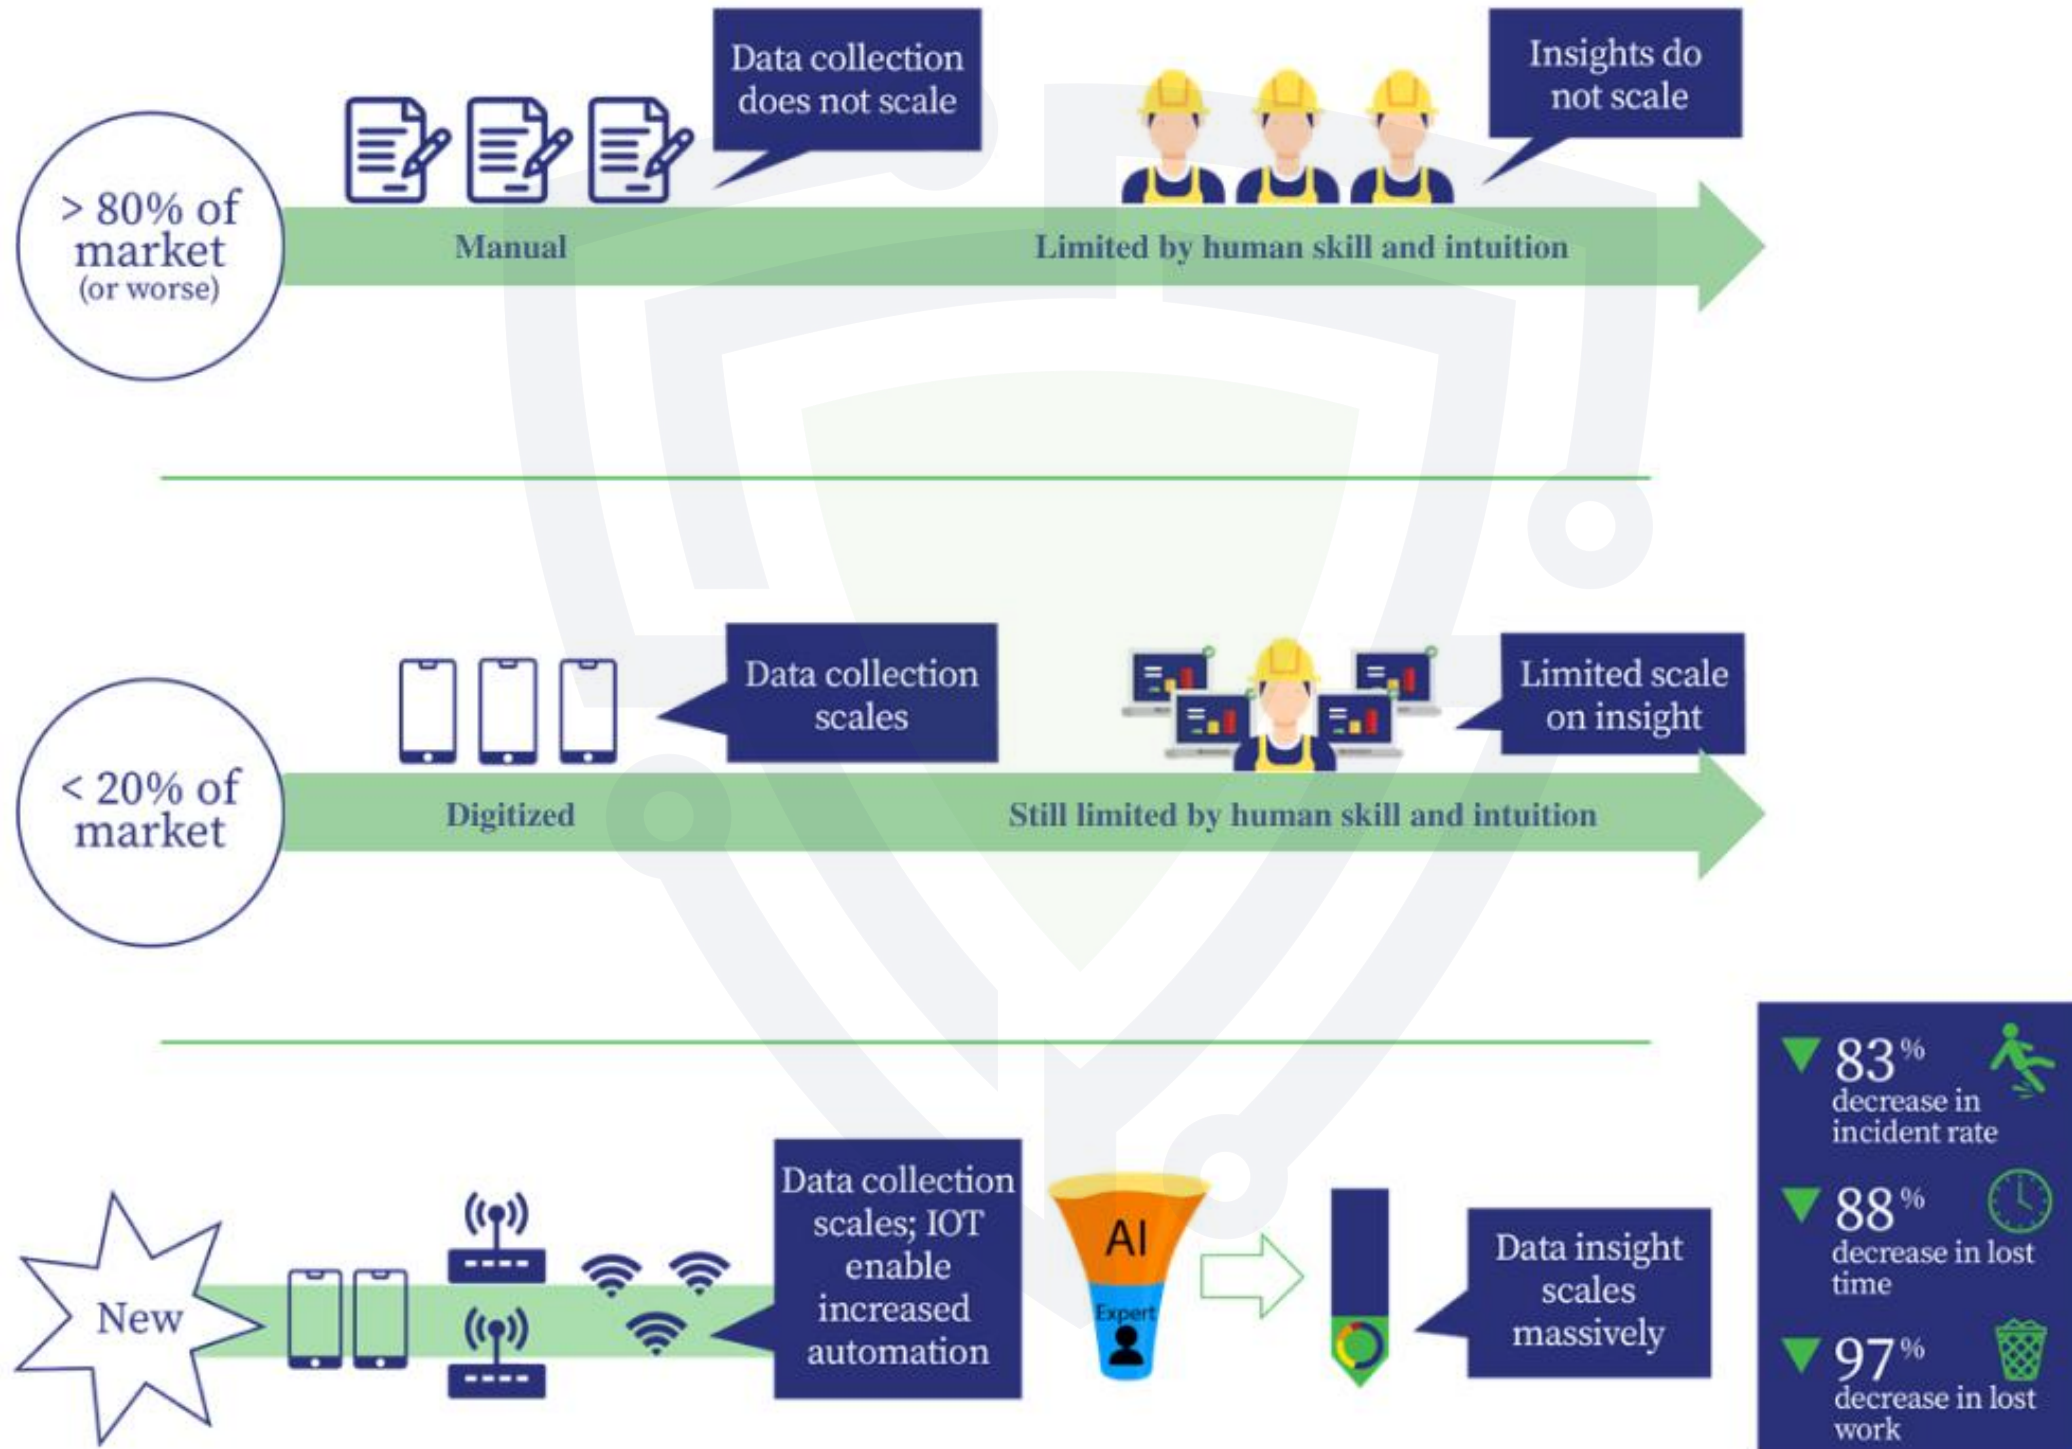 Data collection
does not scale
Insights do
not scale
> 80% of
market
(or worse)
Manual
Limited by human skill and intuition
Data collection
scales
Limited scale
on insight
< 20% of
market
Digitized
Still limited by human skill and intuition
New
Data collection
scales; IOT
enable
increased
automation
AI
Expert
Data insight
scales
massively
83%
decrease in
incident rate
88%
decrease in lost
time
97%
decrease in lost
work